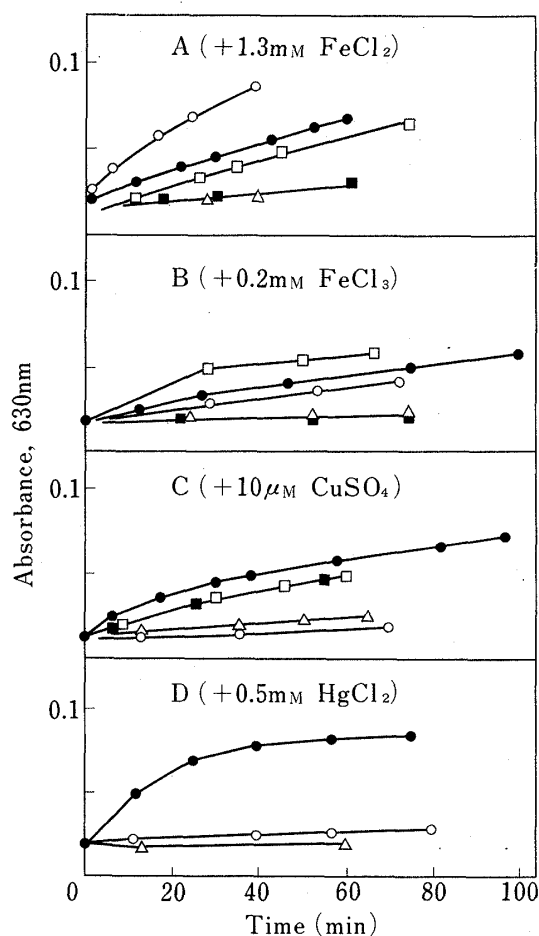 A (+1.3mM FeCl₂)
0.1
B (+0.2mM FeCl₃)
0.1
C (+10μM CuSO₄)
0.1
D (+0.5mM HgCl₂)
0.1
Absorbance, 630nm
0 20 40 60 80 100
Time (min)